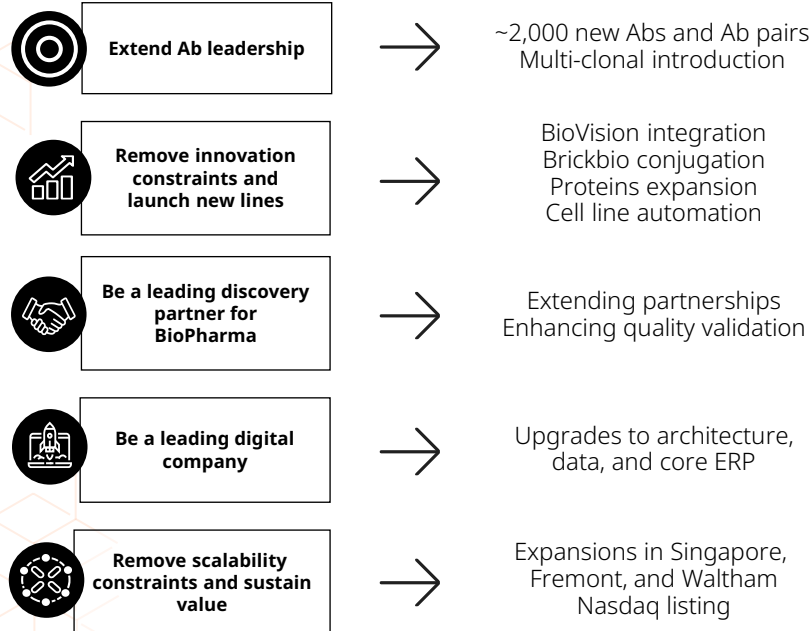 Extend Ab leadership
~2,000 new Abs and Ab pairs
Multi-clonal introduction
Remove innovation
constraints and
launch new lines
BioVision integration
Brickbio conjugation
Proteins expansion
Cell line automation
Be a leading discovery
partner for
BioPharma
Extending partnerships
Enhancing quality validation
Be a leading digital
company
Upgrades to architecture,
data, and core ERP
Remove scalability
constraints and sustain
value
Expansions in Singapore,
Fremont, and Waltham
Nasdaq listing